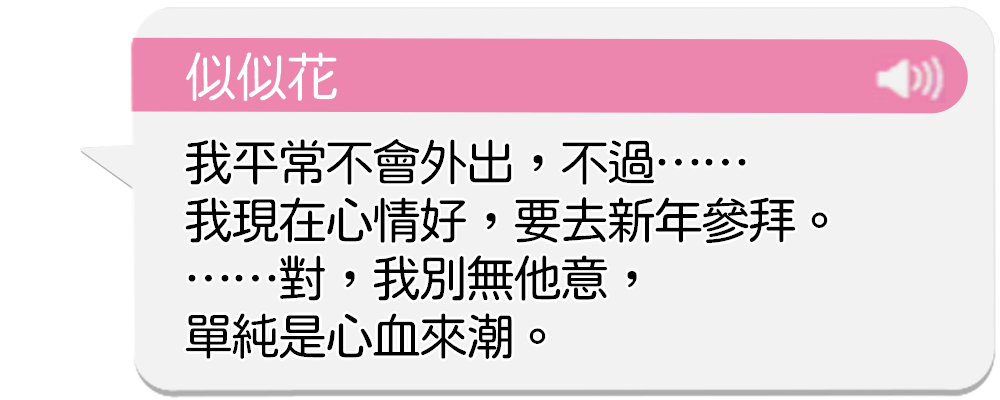 似似花
我平常不會外出，不過……
我現在心情好，要去新年參拜。
……對，我別無他意，
單純是心血來潮。